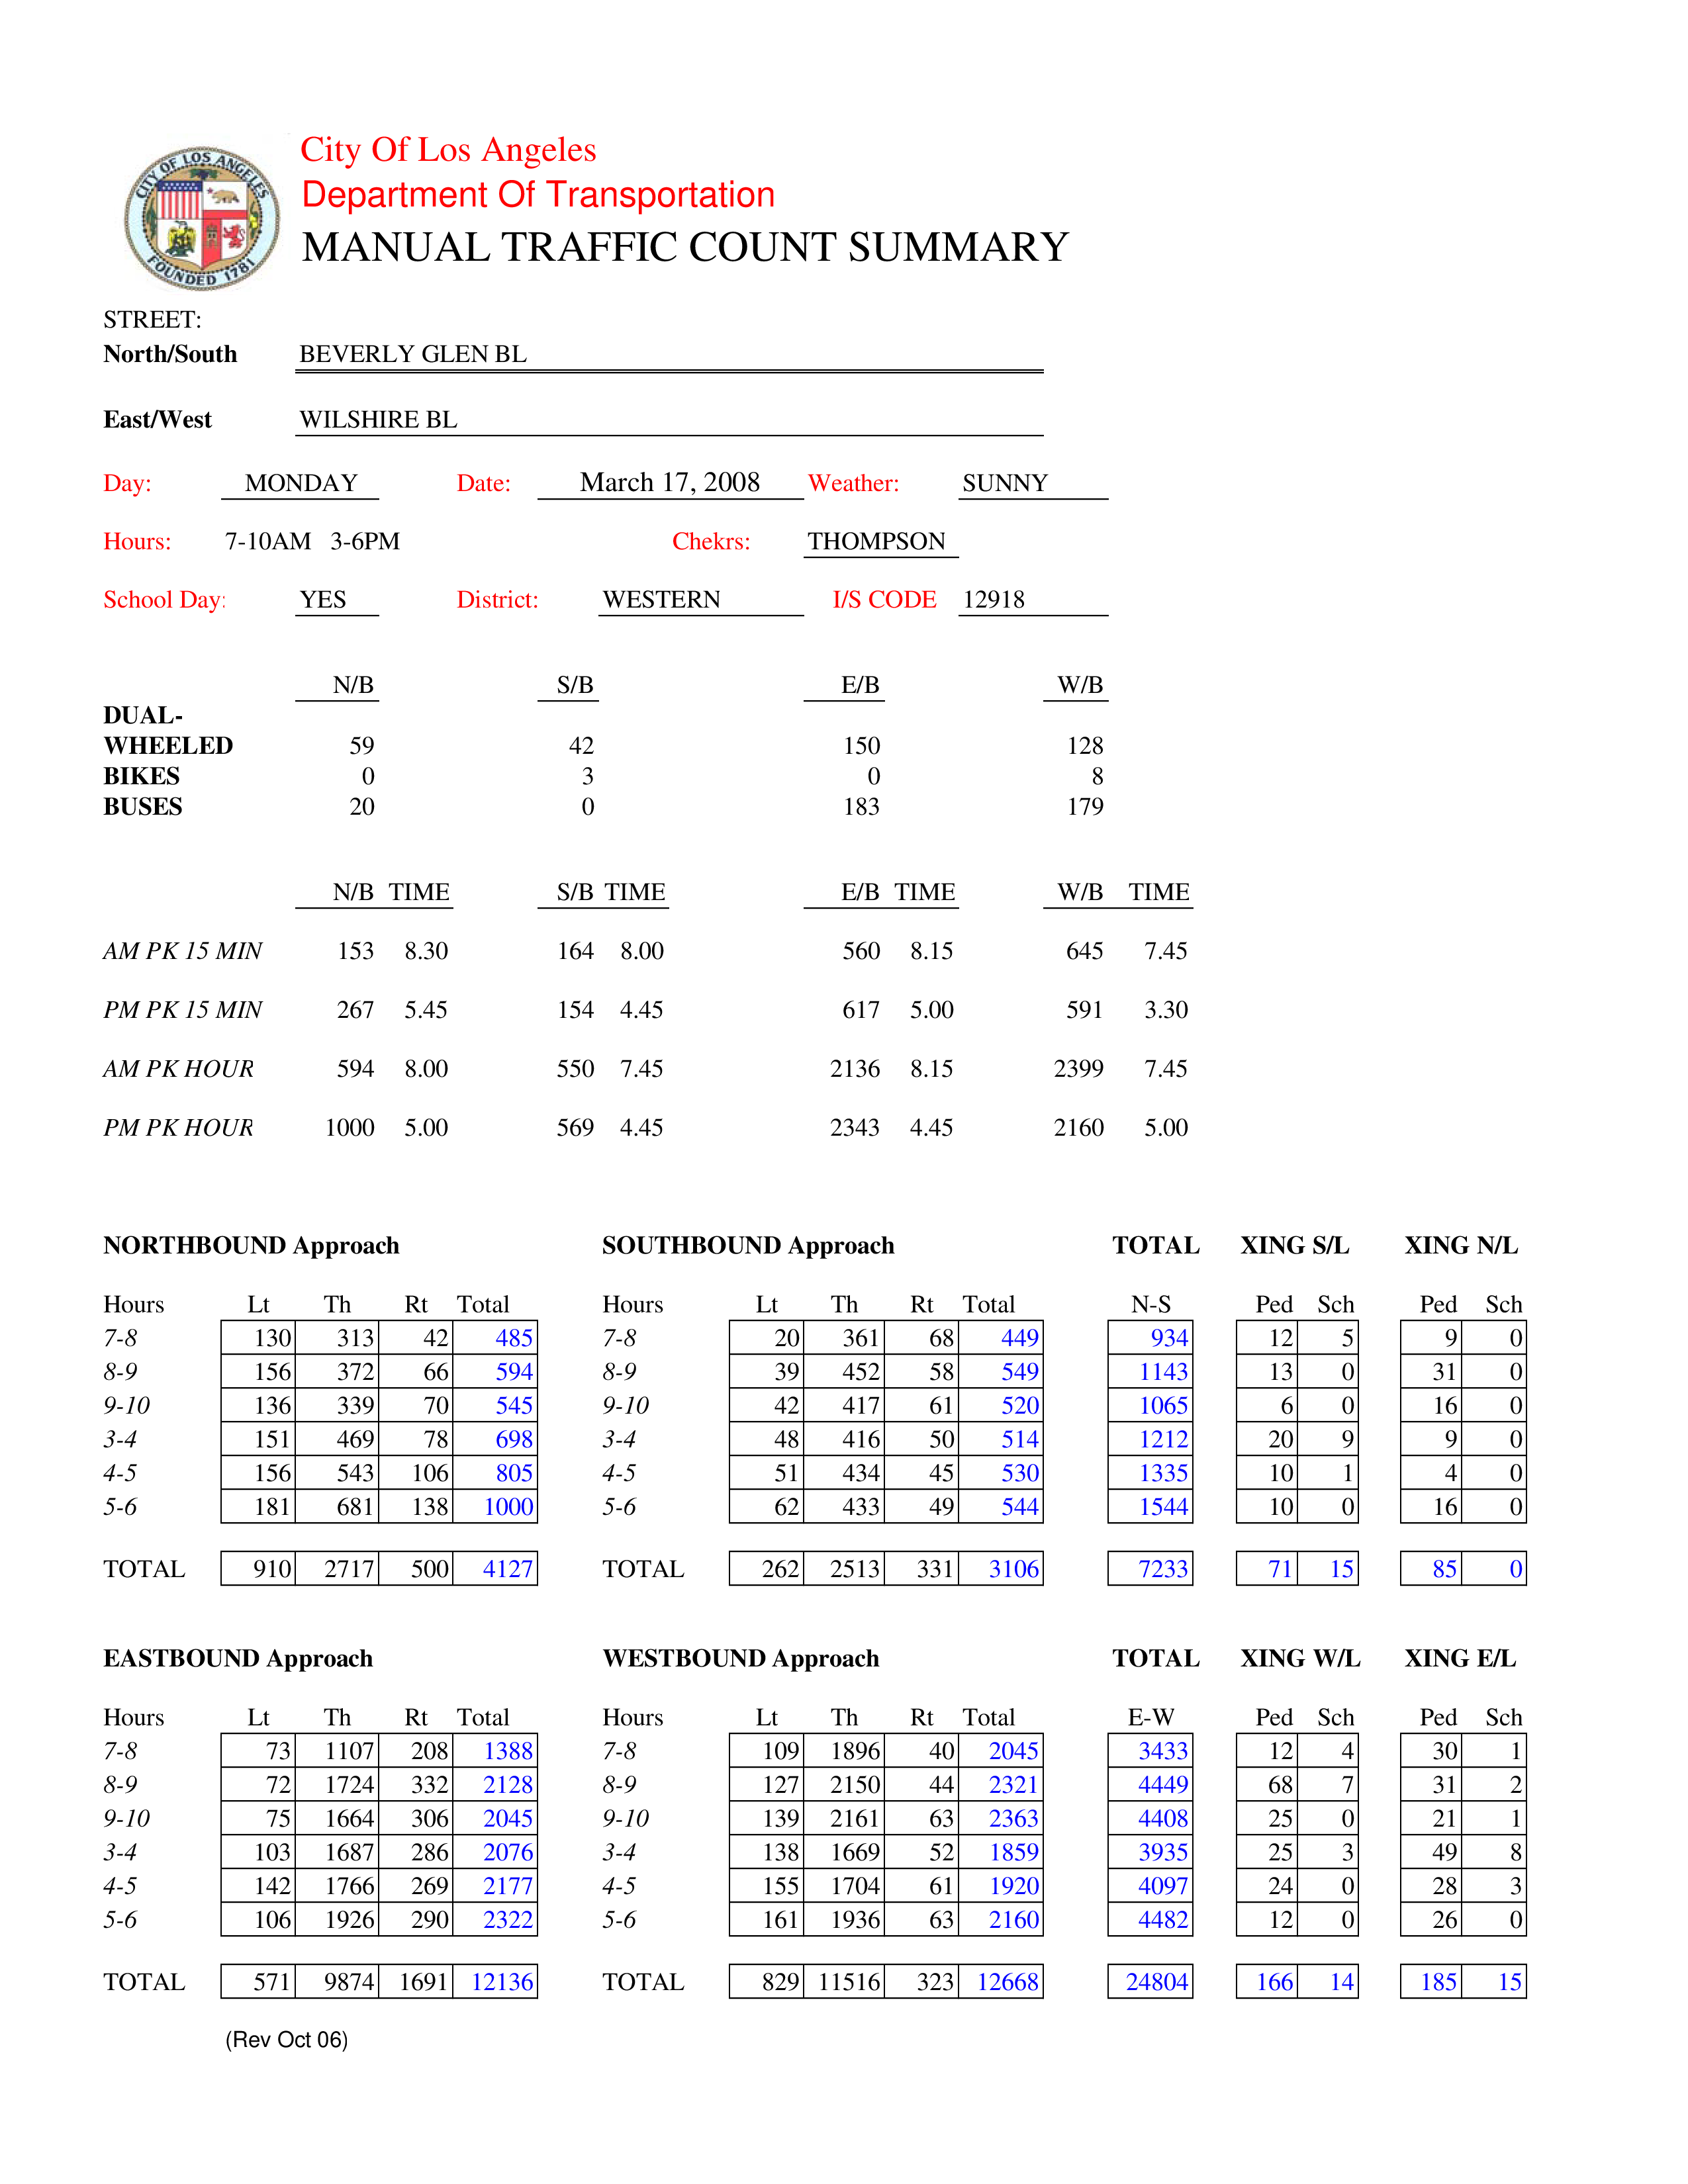 CITY OF LOS ANGELES
FOUNDED 1781
City Of Los Angeles
Department Of Transportation
MANUAL TRAFFIC COUNT SUMMARY
STREET:
North/South BEVERLY GLEN BL
East/West WILSHIRE BL
Day: MONDAY Date: March 17, 2008 Weather: SUNNY
Hours: 7-10AM 3-6PM Chekrs: THOMPSON
School Day: YES District: WESTERN I/S CODE 12918
N/B S/B E/B W/B
DUAL-
WHEELED 59 42 150 128
BIKES 0 3 0 8
BUSES 20 0 183 179
N/B TIME S/B TIME E/B TIME W/B TIME
AM PK 15 MIN 153 8.30 164 8.00 560 8.15 645 7.45
PM PK 15 MIN 267 5.45 154 4.45 617 5.00 591 3.30
AM PK HOUR 594 8.00 550 7.45 2136 8.15 2399 7.45
PM PK HOUR 1000 5.00 569 4.45 2343 4.45 2160 5.00
NORTHBOUND Approach SOUTHBOUND Approach TOTAL XING S/L XING N/L
Hours Lt Th Rt Total Hours Lt Th Rt Total N-S Ped Sch Ped Sch
7-8 130 313 42 485 7-8 20 361 68 449 934 12 5 9 0
8-9 156 372 66 594 8-9 39 452 58 549 1143 13 0 31 0
9-10 136 339 70 545 9-10 42 417 61 520 1065 6 0 16 0
3-4 151 469 78 698 3-4 48 416 50 514 1212 20 9 9 0
4-5 156 543 106 805 4-5 51 434 45 530 1335 10 1 4 0
5-6 181 681 138 1000 5-6 62 433 49 544 1544 10 0 16 0
TOTAL 910 2717 500 4127 TOTAL 262 2513 331 3106 7233 71 15 85 0
EASTBOUND Approach WESTBOUND Approach TOTAL XING W/L XING E/L
Hours Lt Th Rt Total Hours Lt Th Rt Total E-W Ped Sch Ped Sch
7-8 73 1107 208 1388 7-8 109 1896 40 2045 3433 12 4 30 1
8-9 72 1724 332 2128 8-9 127 2150 44 2321 4449 68 7 31 2
9-10 75 1664 306 2045 9-10 139 2161 63 2363 4408 25 0 21 1
3-4 103 1687 286 2076 3-4 138 1669 52 1859 3935 25 3 49 8
4-5 142 1766 269 2177 4-5 155 1704 61 1920 4097 24 0 28 3
5-6 106 1926 290 2322 5-6 161 1936 63 2160 4482 12 0 26 0
TOTAL 571 9874 1691 12136 TOTAL 829 11516 323 12668 24804 166 14 185 15
(Rev Oct 06)